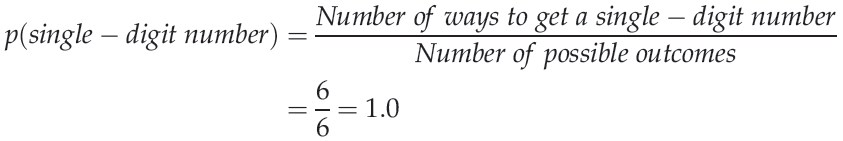 p(single − digit number) = Number of ways to get a single − digit number / Number of possible outcomes
= 6/6 = 1.0